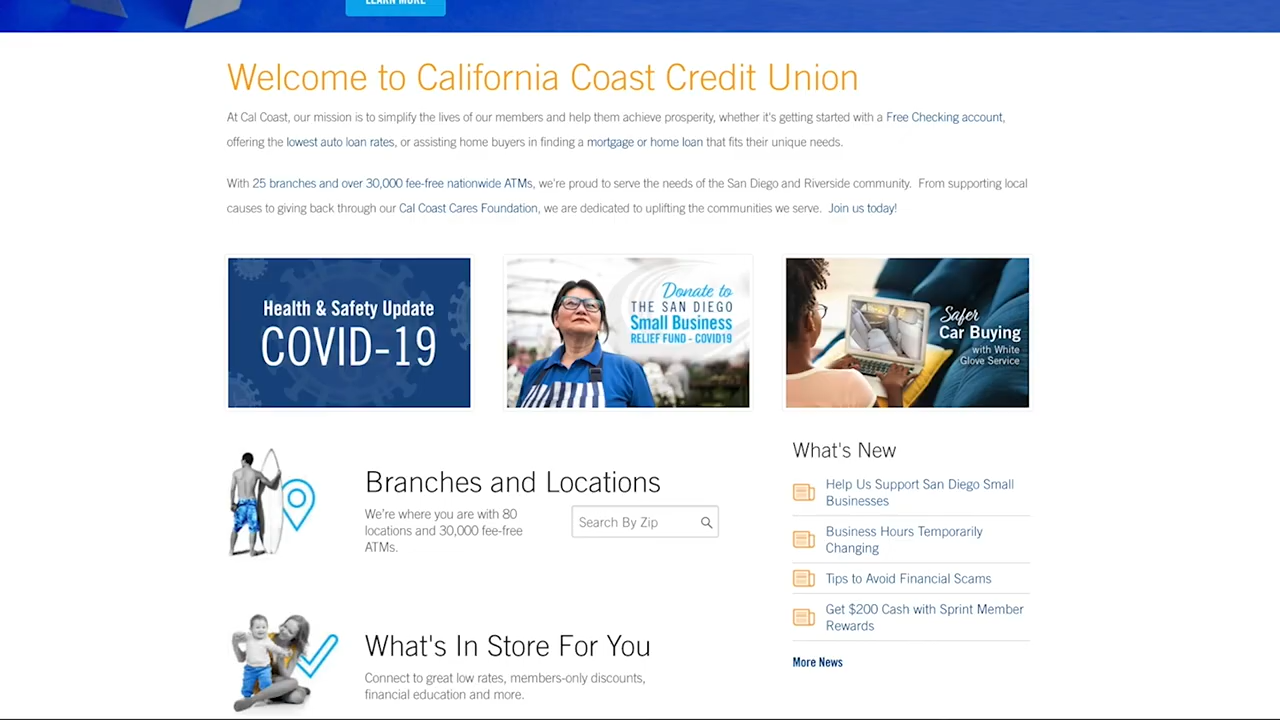 LEARN MORE
Welcome to California Coast Credit Union
At Cal Coast, our mission is to simplify the lives of our members and help them achieve prosperity, whether it's getting started with a Free Checking account,
offering the lowest auto loan rates, or assisting home buyers in finding a mortgage or home loan that fits their unique needs.
With 25 branches and over 30,000 fee-free nationwide ATMs, we're proud to serve the needs of the San Diego and Riverside community. From supporting local
causes to giving back through our Cal Coast Cares Foundation, we are dedicated to uplifting the communities we serve. Join us today!
Health & Safety Update
COVID-19
Donate to
THE SAN DIEGO
Small Business
RELIEF FUND - COVID19
Safer
Car Buying
with White
Glove Service
Branches and Locations
We're where you are with 80
locations and 30,000 fee-free
ATMs.
Search By Zip
What's In Store For You
Connect to great low rates, members-only discounts,
financial education and more.
What's New
Help Us Support San Diego Small
Businesses
Business Hours Temporarily
Changing
Tips to Avoid Financial Scams
Get $200 Cash with Sprint Member
Rewards
More News